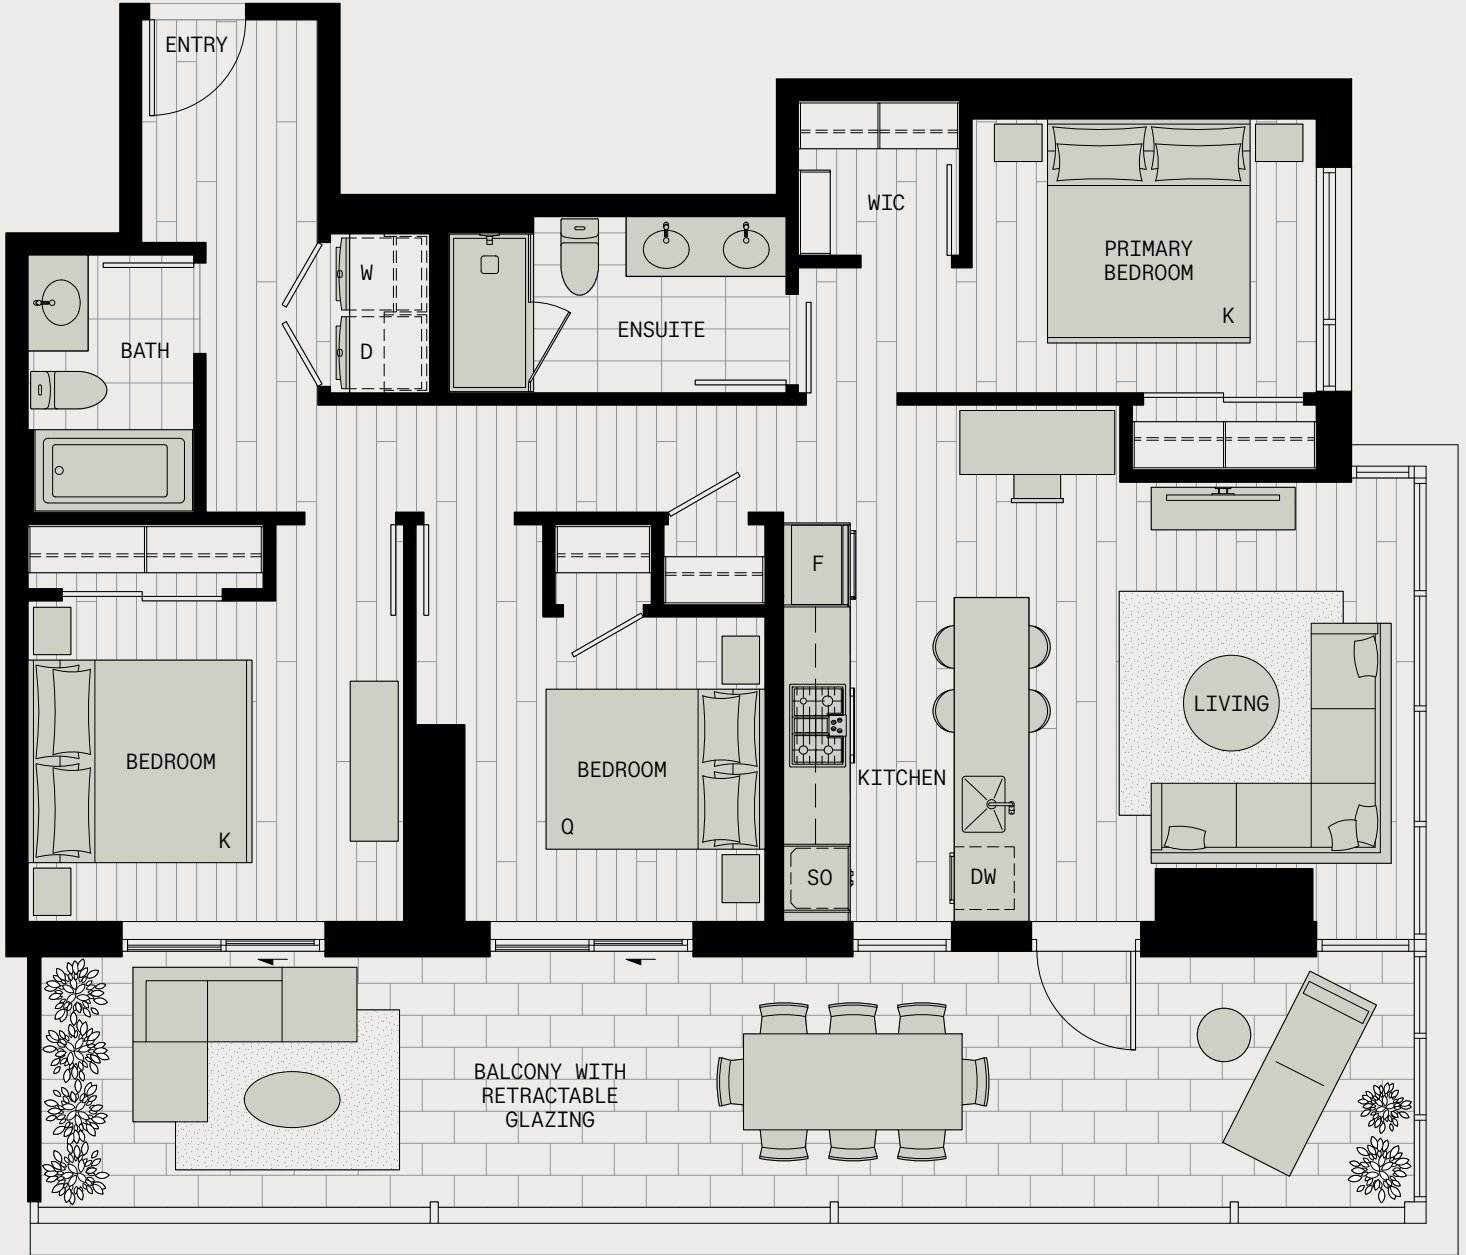 ENTRY
WIC
PRIMARY
BEDROOM
K
W
D
ENSUITE
BATH
F
LIVING
BEDROOM
K
BEDROOM
Q
KITCHEN
SO
DW
BALCONY WITH
RETRACTABLE
GLAZING